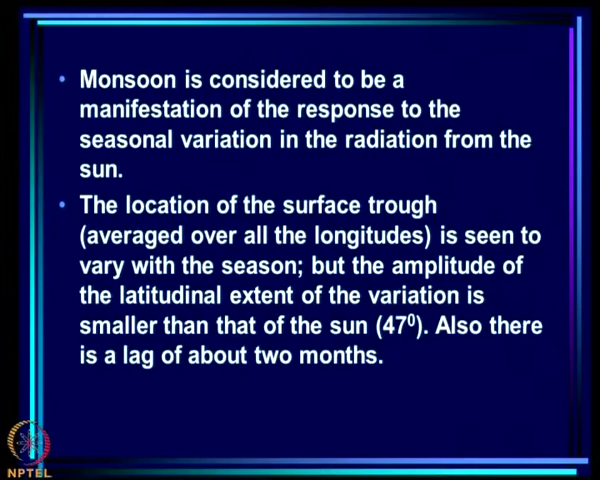 • Monsoon is considered to be a
manifestation of the response to the
seasonal variation in the radiation from the
sun.
• The location of the surface trough
(averaged over all the longitudes) is seen to
vary with the season; but the amplitude of
the latitudinal extent of the variation is
smaller than that of the sun (47⁰). Also there
is a lag of about two months.
NPTEL